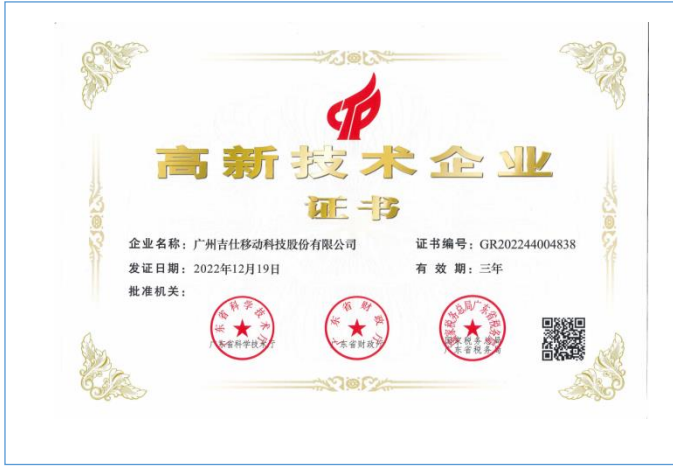 高新技术企业
证书
企业名称：广州吉仕移动科技股份有限公司 证书编号：GR202244004838
发证日期：2022年12月19日 有 效 期：三年
批准机关：
广东省科学技术厅 广东省财政厅 国家税务总局
广东省税务局